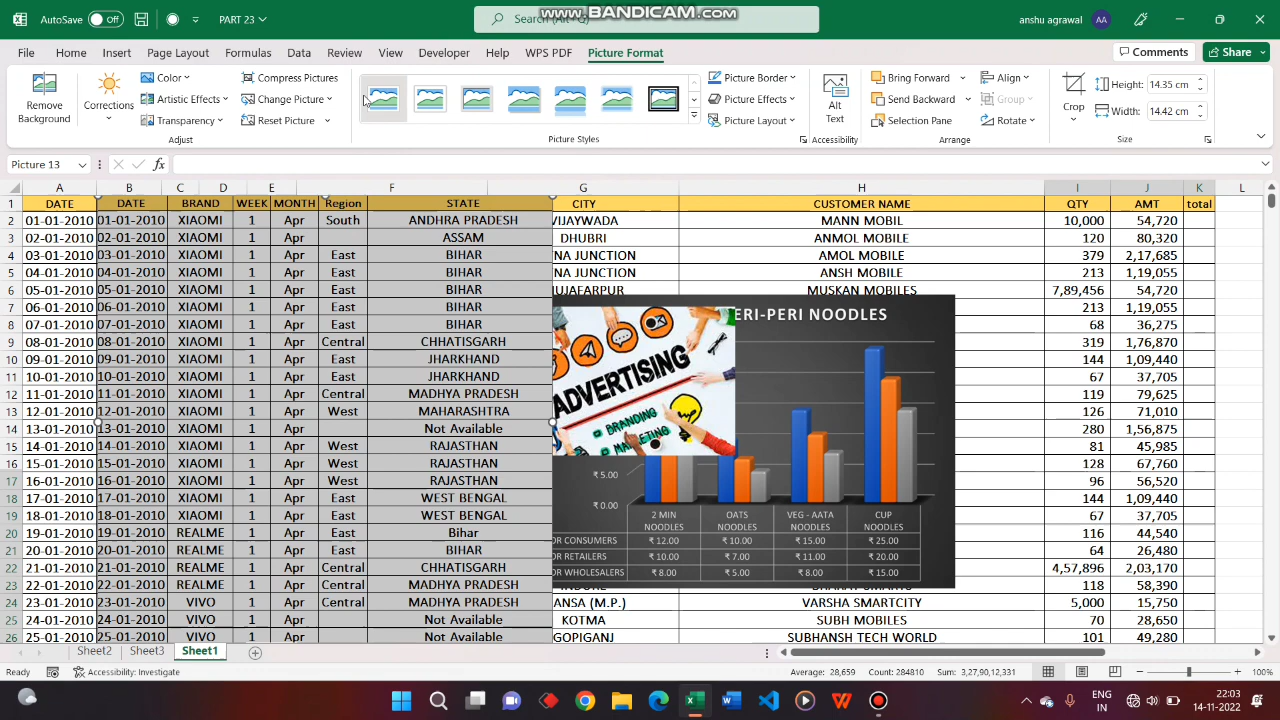 WWW.BANDICAM.COM
AutoSave Off PART 23 Search (Alt+Q) anshu agrawal AA
File Home Insert Page Layout Formulas Data Review View Developer Help WPS PDF Picture Format Comments Share
Remove Background
Corrections
Color
Artistic Effects
Transparency
Compress Pictures
Change Picture
Reset Picture
Adjust
Picture Styles
Picture Border
Picture Effects
Picture Layout
Alt Text
Accessibility
Bring Forward
Send Backward
Selection Pane
Align
Group
Rotate
Arrange
Crop
Height: 14.35 cm
Width: 14.42 cm
Size
Picture 13 fx
A B C D E F G H I J K L
1 DATE DATE BRAND WEEK MONTH Region STATE CITY CUSTOMER NAME QTY AMT total
2 01-01-2010 01-01-2010 XIAOMI 1 Apr South ANDHRA PRADESH VIJAYWADA MANN MOBIL 10,000 54,720
3 02-01-2010 02-01-2010 XIAOMI 1 Apr ASSAM DHUBRI ANMOL MOBILE 120 80,320
4 03-01-2010 03-01-2010 XIAOMI 1 Apr East BIHAR NA JUNCTION AMOL MOBILE 379 2,17,685
5 04-01-2010 04-01-2010 XIAOMI 1 Apr East BIHAR NA JUNCTION ANSH MOBILE 213 1,19,055
6 05-01-2010 05-01-2010 XIAOMI 1 Apr East BIHAR MUSKAN MOBILES 7,89,456 54,720
7 06-01-2010 06-01-2010 XIAOMI 1 Apr East BIHAR 213 1,19,055
8 07-01-2010 07-01-2010 XIAOMI 1 Apr East BIHAR 68 36,275
9 08-01-2010 08-01-2010 XIAOMI 1 Apr Central CHHATISGARH 319 1,76,870
10 09-01-2010 09-01-2010 XIAOMI 1 Apr East JHARKHAND 144 1,09,440
11 10-01-2010 10-01-2010 XIAOMI 1 Apr East JHARKHAND 67 37,705
12 11-01-2010 11-01-2010 XIAOMI 1 Apr Central MADHYA PRADESH 119 79,625
13 12-01-2010 12-01-2010 XIAOMI 1 Apr West MAHARASHTRA 126 71,010
14 13-01-2010 13-01-2010 XIAOMI 1 Apr Not Available 280 1,56,875
15 14-01-2010 14-01-2010 XIAOMI 1 Apr West RAJASTHAN 81 45,985
16 15-01-2010 15-01-2010 XIAOMI 1 Apr West RAJASTHAN 128 67,760
17 16-01-2010 16-01-2010 XIAOMI 1 Apr West RAJASTHAN 96 56,520
18 17-01-2010 17-01-2010 XIAOMI 1 Apr East WEST BENGAL 144 1,09,440
19 18-01-2010 18-01-2010 XIAOMI 1 Apr East WEST BENGAL 67 37,705
20 19-01-2010 19-01-2010 REALME 1 Apr East Bihar 116 44,540
21 20-01-2010 20-01-2010 REALME 1 Apr East BIHAR 64 26,480
22 21-01-2010 21-01-2010 REALME 1 Apr Central CHHATISGARH 4,57,896 2,03,170
23 22-01-2010 22-01-2010 REALME 1 Apr Central MADHYA PRADESH 118 58,390
24 23-01-2010 23-01-2010 VIVO 1 Apr Central MADHYA PRADESH ANSA (M.P.) VARSHA SMARTCITY 5,000 15,750
25 24-01-2010 24-01-2010 VIVO 1 Apr Not Available KOTMA SUBH MOBILES 70 28,650
26 25-01-2010 25-01-2010 VIVO 1 Apr Not Available GOPIGANJ SUBHANSH TECH WORLD 101 49,280
ERI-PERI NOODLES
ADVERTISING
BRANDING
MARKETING
₹ 5.00
₹ 0.00
2 MIN NOODLES OATS NOODLES VEG - AATA NOODLES CUP NOODLES
OR CONSUMERS ₹ 12.00 ₹ 10.00 ₹ 15.00 ₹ 25.00
OR RETAILERS ₹ 10.00 ₹ 7.00 ₹ 11.00 ₹ 20.00
OR WHOLESALERS ₹ 8.00 ₹ 5.00 ₹ 8.00 ₹ 15.00
Sheet2 Sheet3 Sheet1
Ready Accessibility: Investigate Average: 28,659 Count: 284810 Sum: 3,27,90,12,331 100%
ENG IN 22:03 14-11-2022